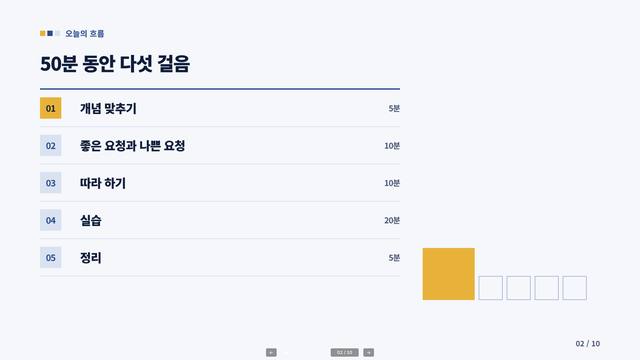 오늘의 흐름
50분 동안 다섯 걸음
01 개념 맞추기 5분
02 좋은 요청과 나쁜 요청 10분
03 따라 하기 10분
04 실습 20분
05 정리 5분
02 / 10
← 02 / 10 →